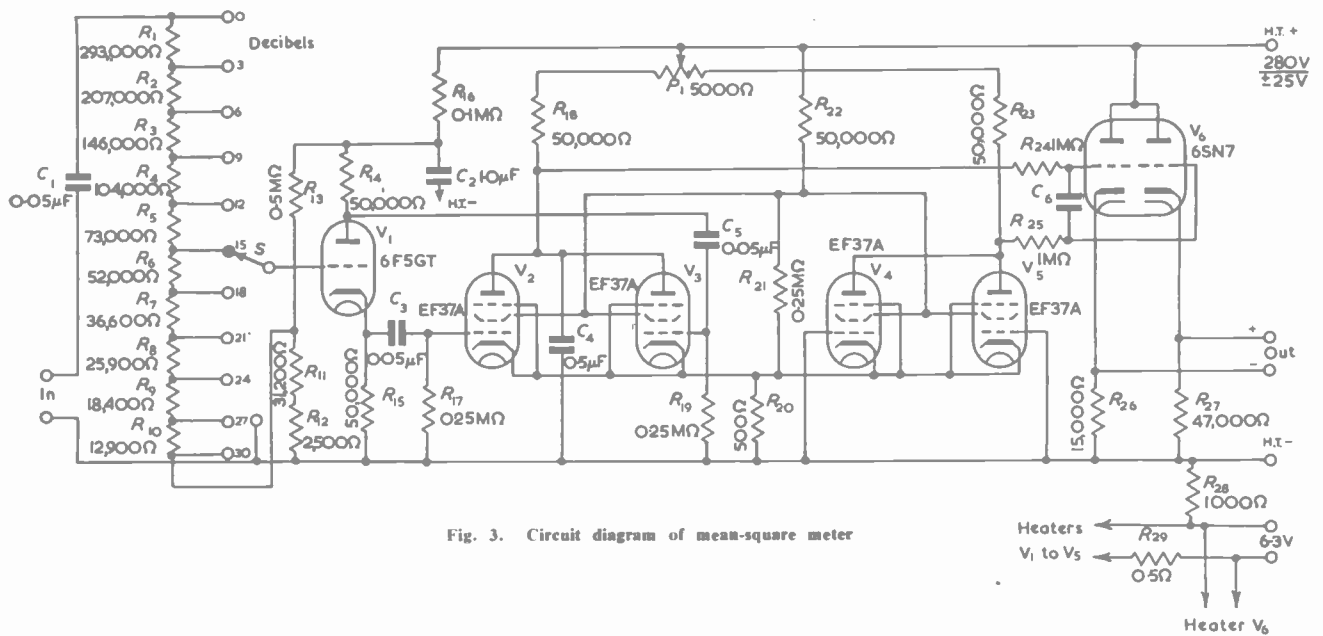 Decibels
0
3
6
9
12
15
S
18
21
24
27
30
R1
293,000Ω
R2
207,000Ω
R3
146,000Ω
R4
104,000Ω
R5
73,000Ω
R6
52,000Ω
R7
36,600Ω
R8
25,900Ω
R9
18,400Ω
R10
12,900Ω
C1
0·05μF
In
R13
0·5MΩ
R14
50,000Ω
R16
0·1MΩ
C2 1·0μF
H.T.-
V1
6F5GT
R11
31,200Ω
R12
2,500Ω
R15
50,000Ω
C3
0·05μF
R17
0·25MΩ
EF37A
V2
R18
50,000Ω
C4
0·5μF
EF37A
V3
C5
0·05μF
R19
0·25MΩ
R20
500Ω
R21
0·25MΩ
P1 5000Ω
R22
50,000Ω
R23
50,000Ω
EF37A
V4
V5
EF37A
R24 1MΩ
C6
R25
1MΩ
V6
6SN7
H.T.+
280V
±25V
+
Out
-
R26
15,000Ω
R27
47,000Ω
H.T.-
R28
1000Ω
Heaters
V1 to V5
R29
0·5Ω
6·3V
Heater V6
Fig. 3. Circuit diagram of mean-square meter